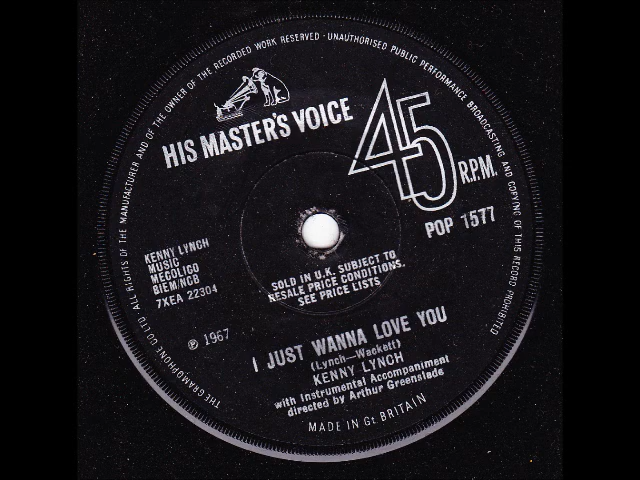 THE GRAMOPHONE CO LTD. ALL RIGHTS OF THE MANUFACTURER AND OF THE OWNER OF THE RECORDED WORK RESERVED · UNAUTHORISED PUBLIC PERFORMANCE BROADCASTING AND COPYING OF THIS RECORD PROHIBITED
HIS MASTER'S VOICE
45 R.P.M.
POP 1577
KENNY LYNCH
MUSIC
MECOLICO
BIEM/NCB
7XEA 22304
SOLD IN U.K. SUBJECT TO
RESALE PRICE CONDITIONS.
SEE PRICE LISTS
℗ 1967
I JUST WANNA LOVE YOU
(Lynch—Wackett)
KENNY LYNCH
with Instrumental Accompaniment
directed by Arthur Greenslade
MADE IN Gt. BRITAIN